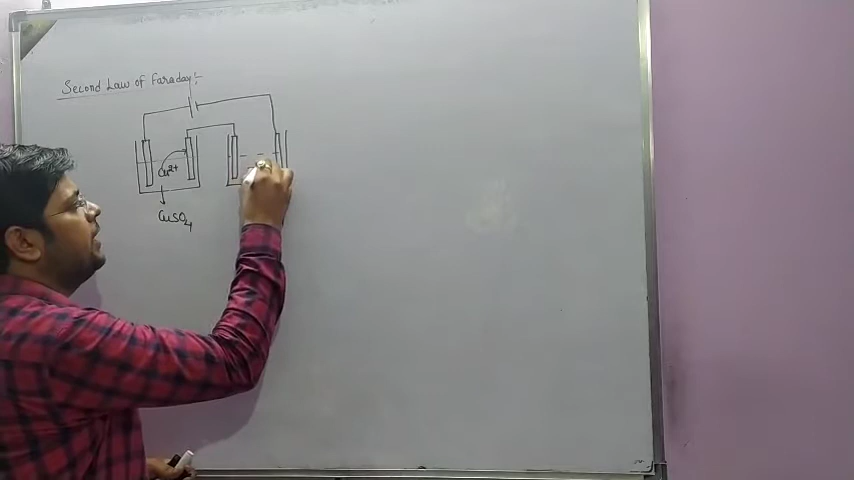 Second Law of Faraday :-
Cu²⁺
CuSO₄